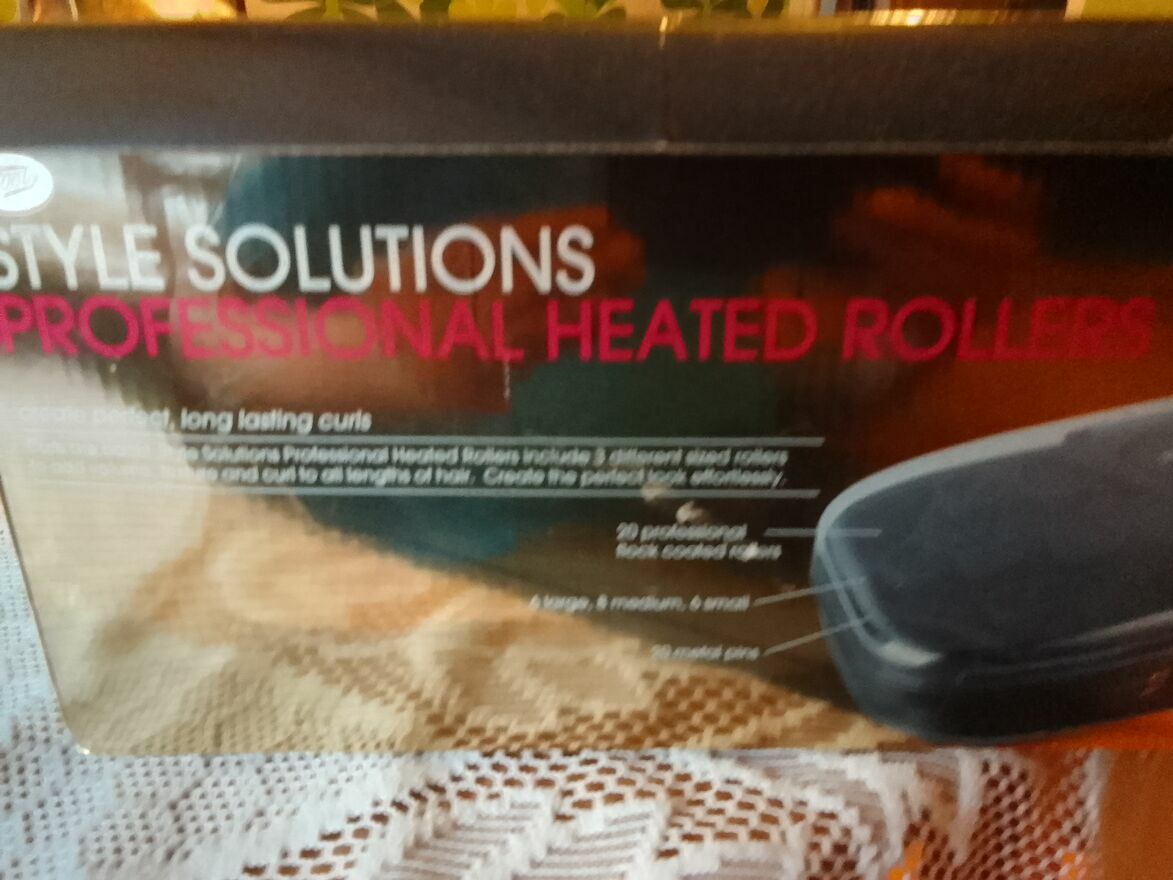 Boots
STYLE SOLUTIONS
PROFESSIONAL HEATED ROLLERS
create perfect, long lasting curls
Solutions Professional Heated Rollers include 3 different sized rollers
and curl to all lengths of hair. Create the perfect look effortlessly.
20 professional
flock coated rollers
6 large, 8 medium, 6 small
20 metal pins